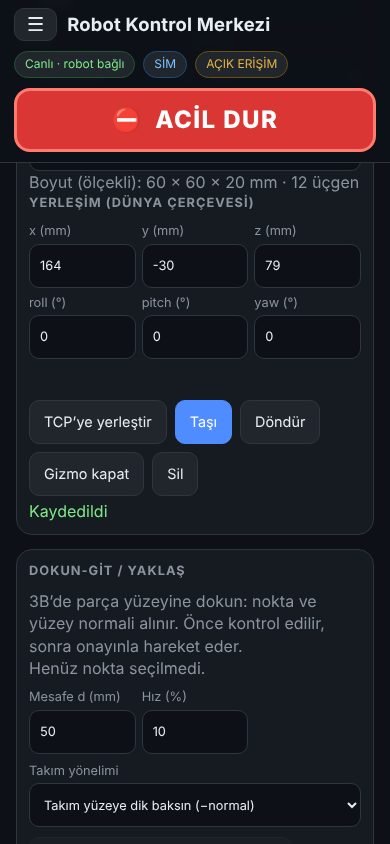 ☰ Robot Kontrol Merkezi
Canlı · robot bağlı SİM AÇIK ERİŞİM
⛔ ACİL DUR
Boyut (ölçekli): 60 × 60 × 20 mm · 12 üçgen
YERLEŞİM (DÜNYA ÇERÇEVESİ)
x (mm) y (mm) z (mm)
164 -30 79
roll (°) pitch (°) yaw (°)
0 0 0
TCP’ye yerleştir Taşı Döndür
Gizmo kapat Sil
Kaydedildi
DOKUN-GİT / YAKLAŞ
3B’de parça yüzeyine dokun: nokta ve
yüzey normali alınır. Önce kontrol edilir,
sonra onayınla hareket eder.
Henüz nokta seçilmedi.
Mesafe d (mm) Hız (%)
50 10
Takım yönelimi
Takım yüzeye dik baksın (−normal)